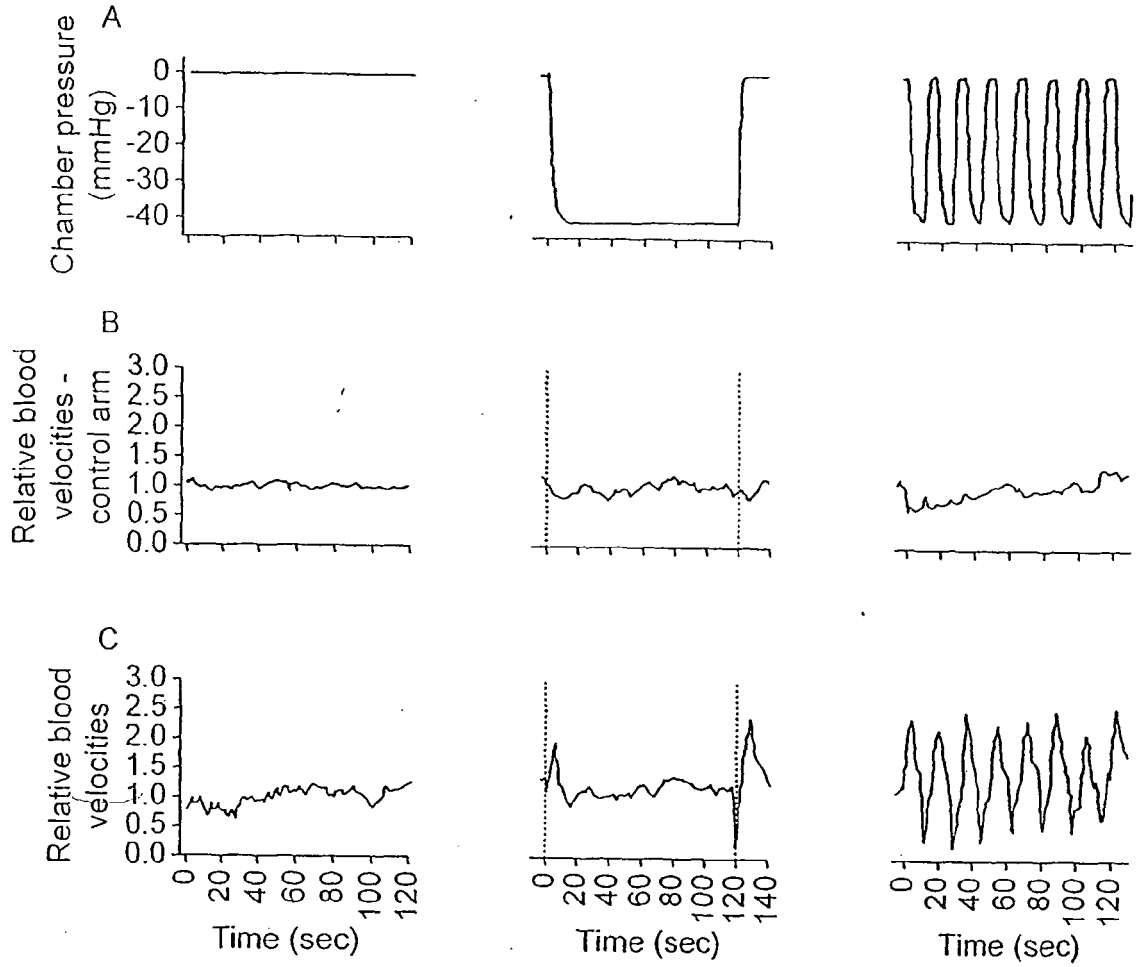 A
Chamber pressure
(mmHg)
0
-10
-20
-30
-40
B
Relative blood
velocities -
control arm
3.0
2.5
2.0
1.5
1.0
0.5
0.0
C
Relative blood
velocities
3.0
2.5
2.0
1.5
1.0
0.5
0.0
0 20 40 60 80 100 120
Time (sec)
0 20 40 60 80 100 120 140
Time (sec)
0 20 40 60 80 100 120
Time (sec)